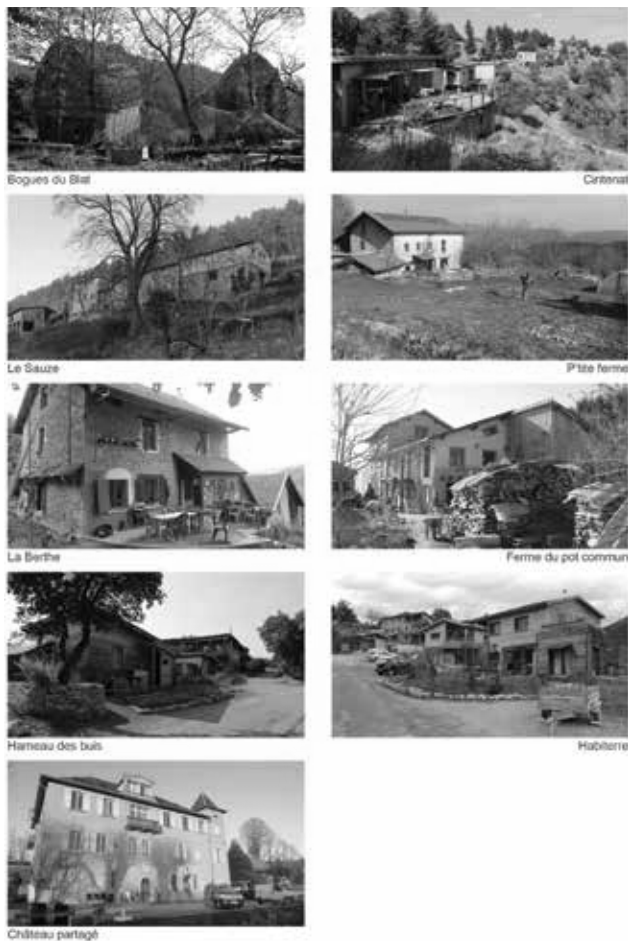 Bogues du Blat
Cintenat
Le Sauze
P'tite ferme
La Berthe
Ferme du pot commun
Hameau des buis
Habiterre
Château partagé